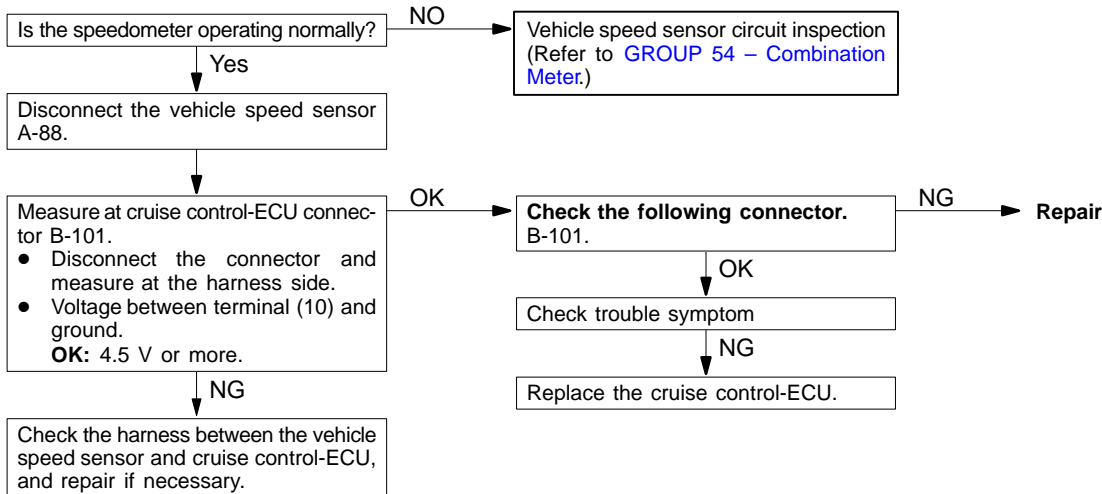 Is the speedometer operating normally?
NO
Vehicle speed sensor circuit inspection
(Refer to GROUP 54 – Combination
Meter.)
Yes
Disconnect the vehicle speed sensor
A-88.
Measure at cruise control-ECU connec-
tor B-101.
● Disconnect the connector and
measure at the harness side.
● Voltage between terminal (10) and
ground.
OK: 4.5 V or more.
OK
Check the following connector.
B-101.
NG
Repair
OK
Check trouble symptom
NG
Replace the cruise control-ECU.
NG
Check the harness between the vehicle
speed sensor and cruise control-ECU,
and repair if necessary.